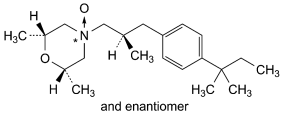 O
H
H₃C
N
*
CH₃
O
H
CH₃
CH₃
H
H₃C CH₃
and enantiomer